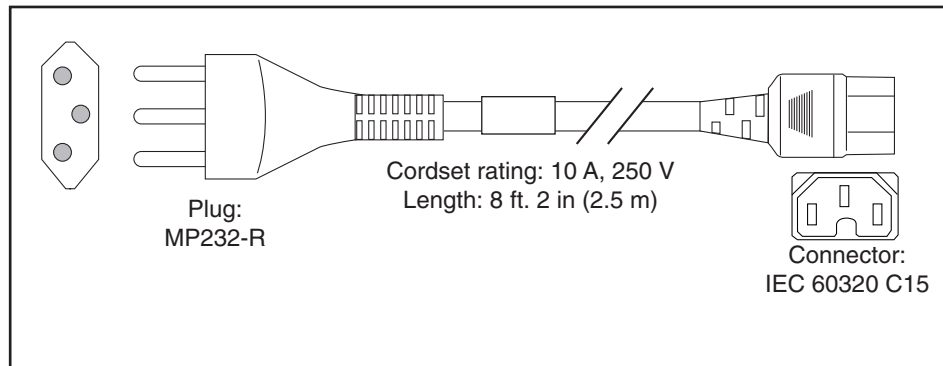 Cordset rating: 10 A, 250 V
Length: 8 ft. 2 in (2.5 m)
Plug:
MP232-R
Connector:
IEC 60320 C15